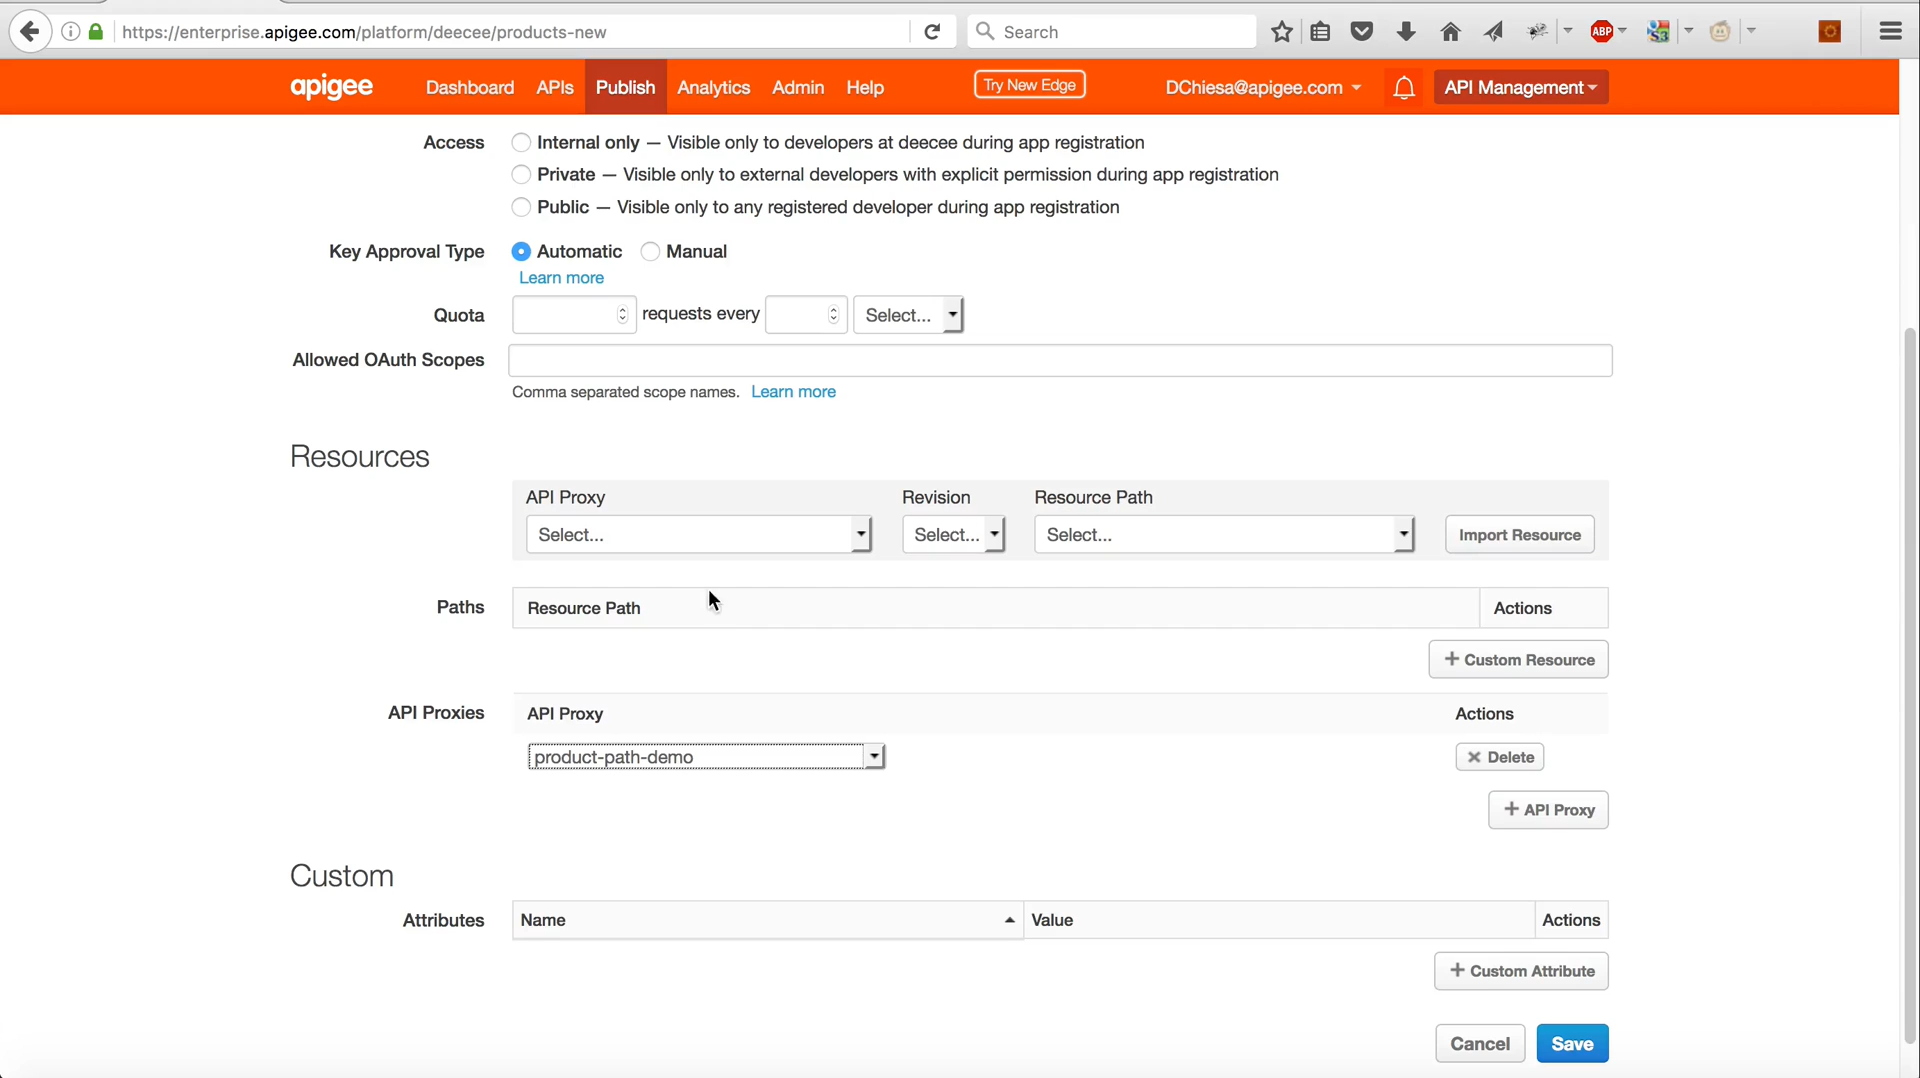 https://enterprise.apigee.com/platform/deecee/products-new
Search
ABP
S3
apigee
Dashboard APIs Publish Analytics Admin Help
Try New Edge
DChiesa@apigee.com
API Management
Access
Internal only — Visible only to developers at deecee during app registration
Private — Visible only to external developers with explicit permission during app registration
Public — Visible only to any registered developer during app registration
Key Approval Type
Automatic Manual
Learn more
Quota
requests every
Select...
Allowed OAuth Scopes
Comma separated scope names. Learn more
Resources
API Proxy Revision Resource Path
Select... Select... Select... Import Resource
Paths Resource Path Actions
+ Custom Resource
API Proxies API Proxy Actions
product-path-demo × Delete
+ API Proxy
Custom
Attributes Name Value Actions
+ Custom Attribute
Cancel Save